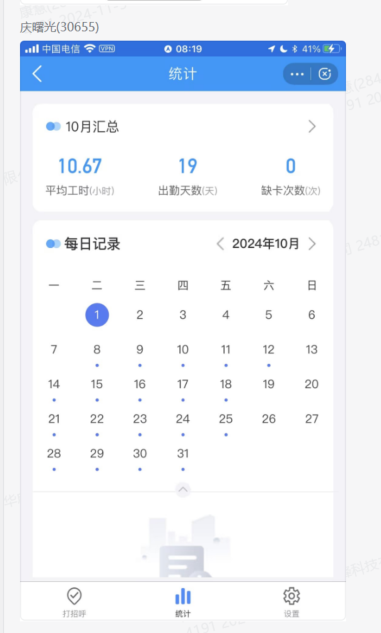 庆曙光(30655)
中国电信 VPN 08:19 41%
统计
10月汇总
10.67 19 0
平均工时(小时) 出勤天数(天) 缺卡次数(次)
每日记录 2024年10月
一 二 三 四 五 六 日
1 2 3 4 5 6
7 8 9 10 11 12 13
14 15 16 17 18 19 20
21 22 23 24 25 26 27
28 29 30 31
打招呼 统计 设置